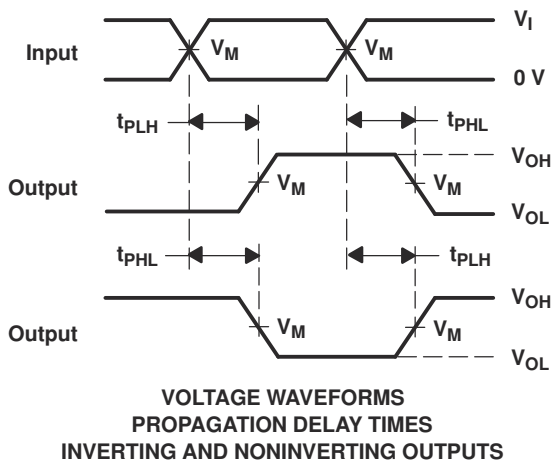 V_I
Input V_M V_M
0 V
t_PLH t_PHL
V_OH
Output V_M V_M
V_OL
t_PHL t_PLH
V_OH
Output V_M V_M
V_OL
VOLTAGE WAVEFORMS
PROPAGATION DELAY TIMES
INVERTING AND NONINVERTING OUTPUTS